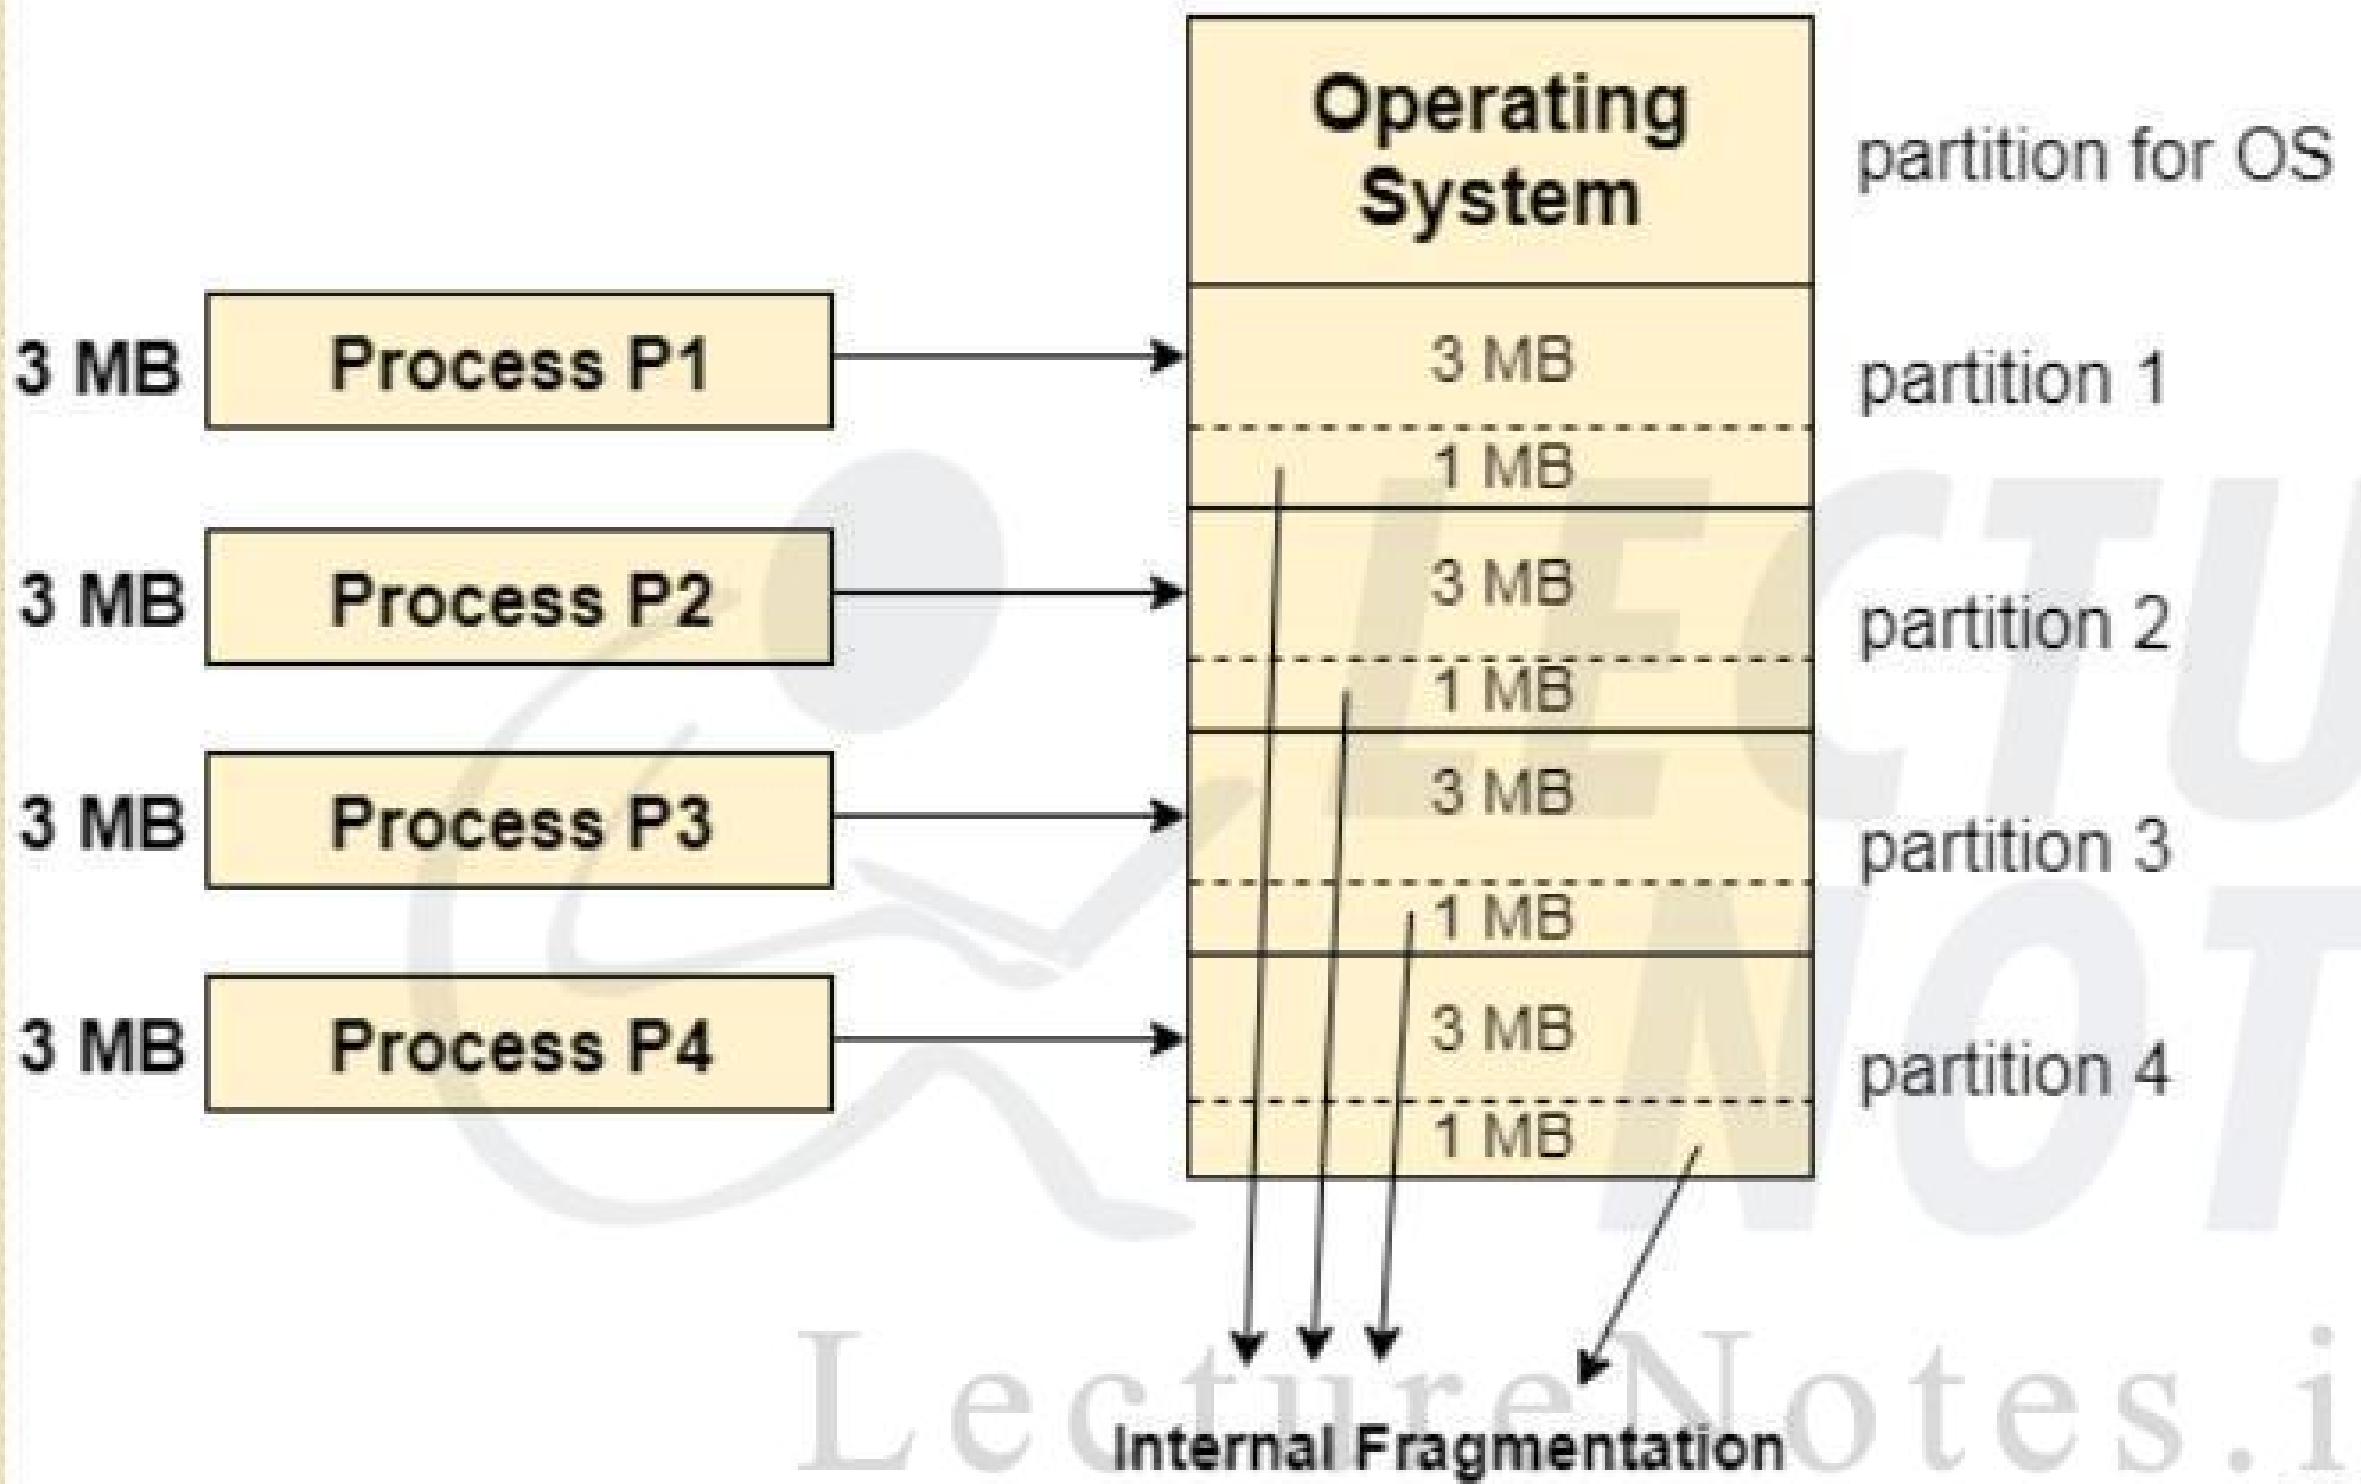 Operating
System
partition for OS
3 MB
Process P1
3 MB
partition 1
1 MB
3 MB
Process P2
3 MB
partition 2
1 MB
3 MB
Process P3
3 MB
partition 3
1 MB
3 MB
Process P4
3 MB
partition 4
1 MB
LECTU
NOT
LectureNotes.i
Internal Fragmentation